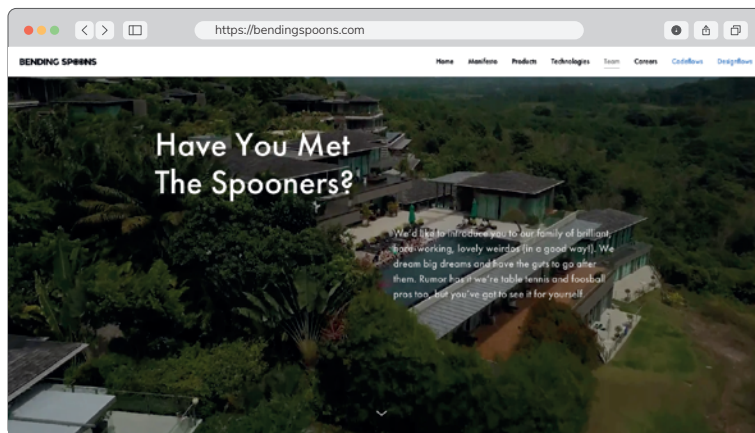 https://bendingspoons.com
BENDING SPOONS
Home Manifesto Products Technologies Team Careers Codeflows Designflows
Have You Met
The Spooners?
We'd like to introduce you to our family of brilliant,
hard-working, lovely weirdos (in a good way!). We
dream big dreams and have the guts to go after
them. Rumor has it we're table tennis and foosball
pros too, but you've got to see it for yourself.